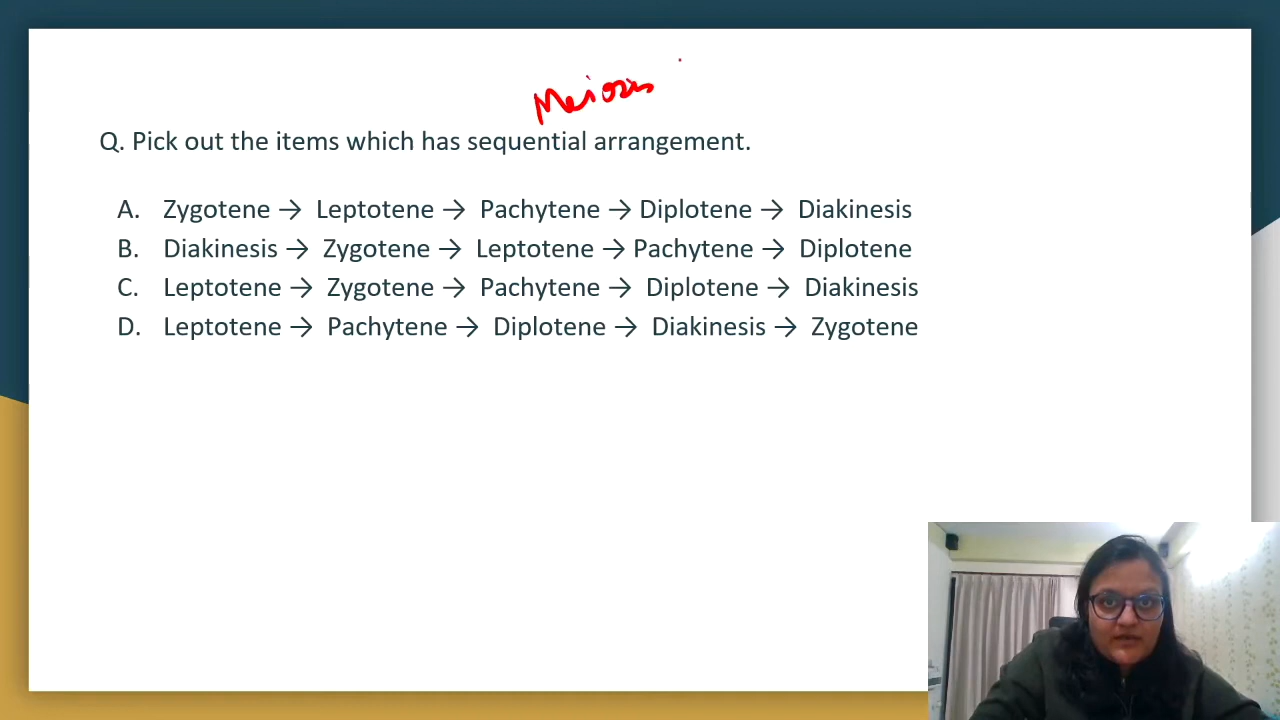 Meiosis
Q. Pick out the items which has sequential arrangement.
A. Zygotene → Leptotene → Pachytene → Diplotene → Diakinesis
B. Diakinesis → Zygotene → Leptotene → Pachytene → Diplotene
C. Leptotene → Zygotene → Pachytene → Diplotene → Diakinesis
D. Leptotene → Pachytene → Diplotene → Diakinesis → Zygotene